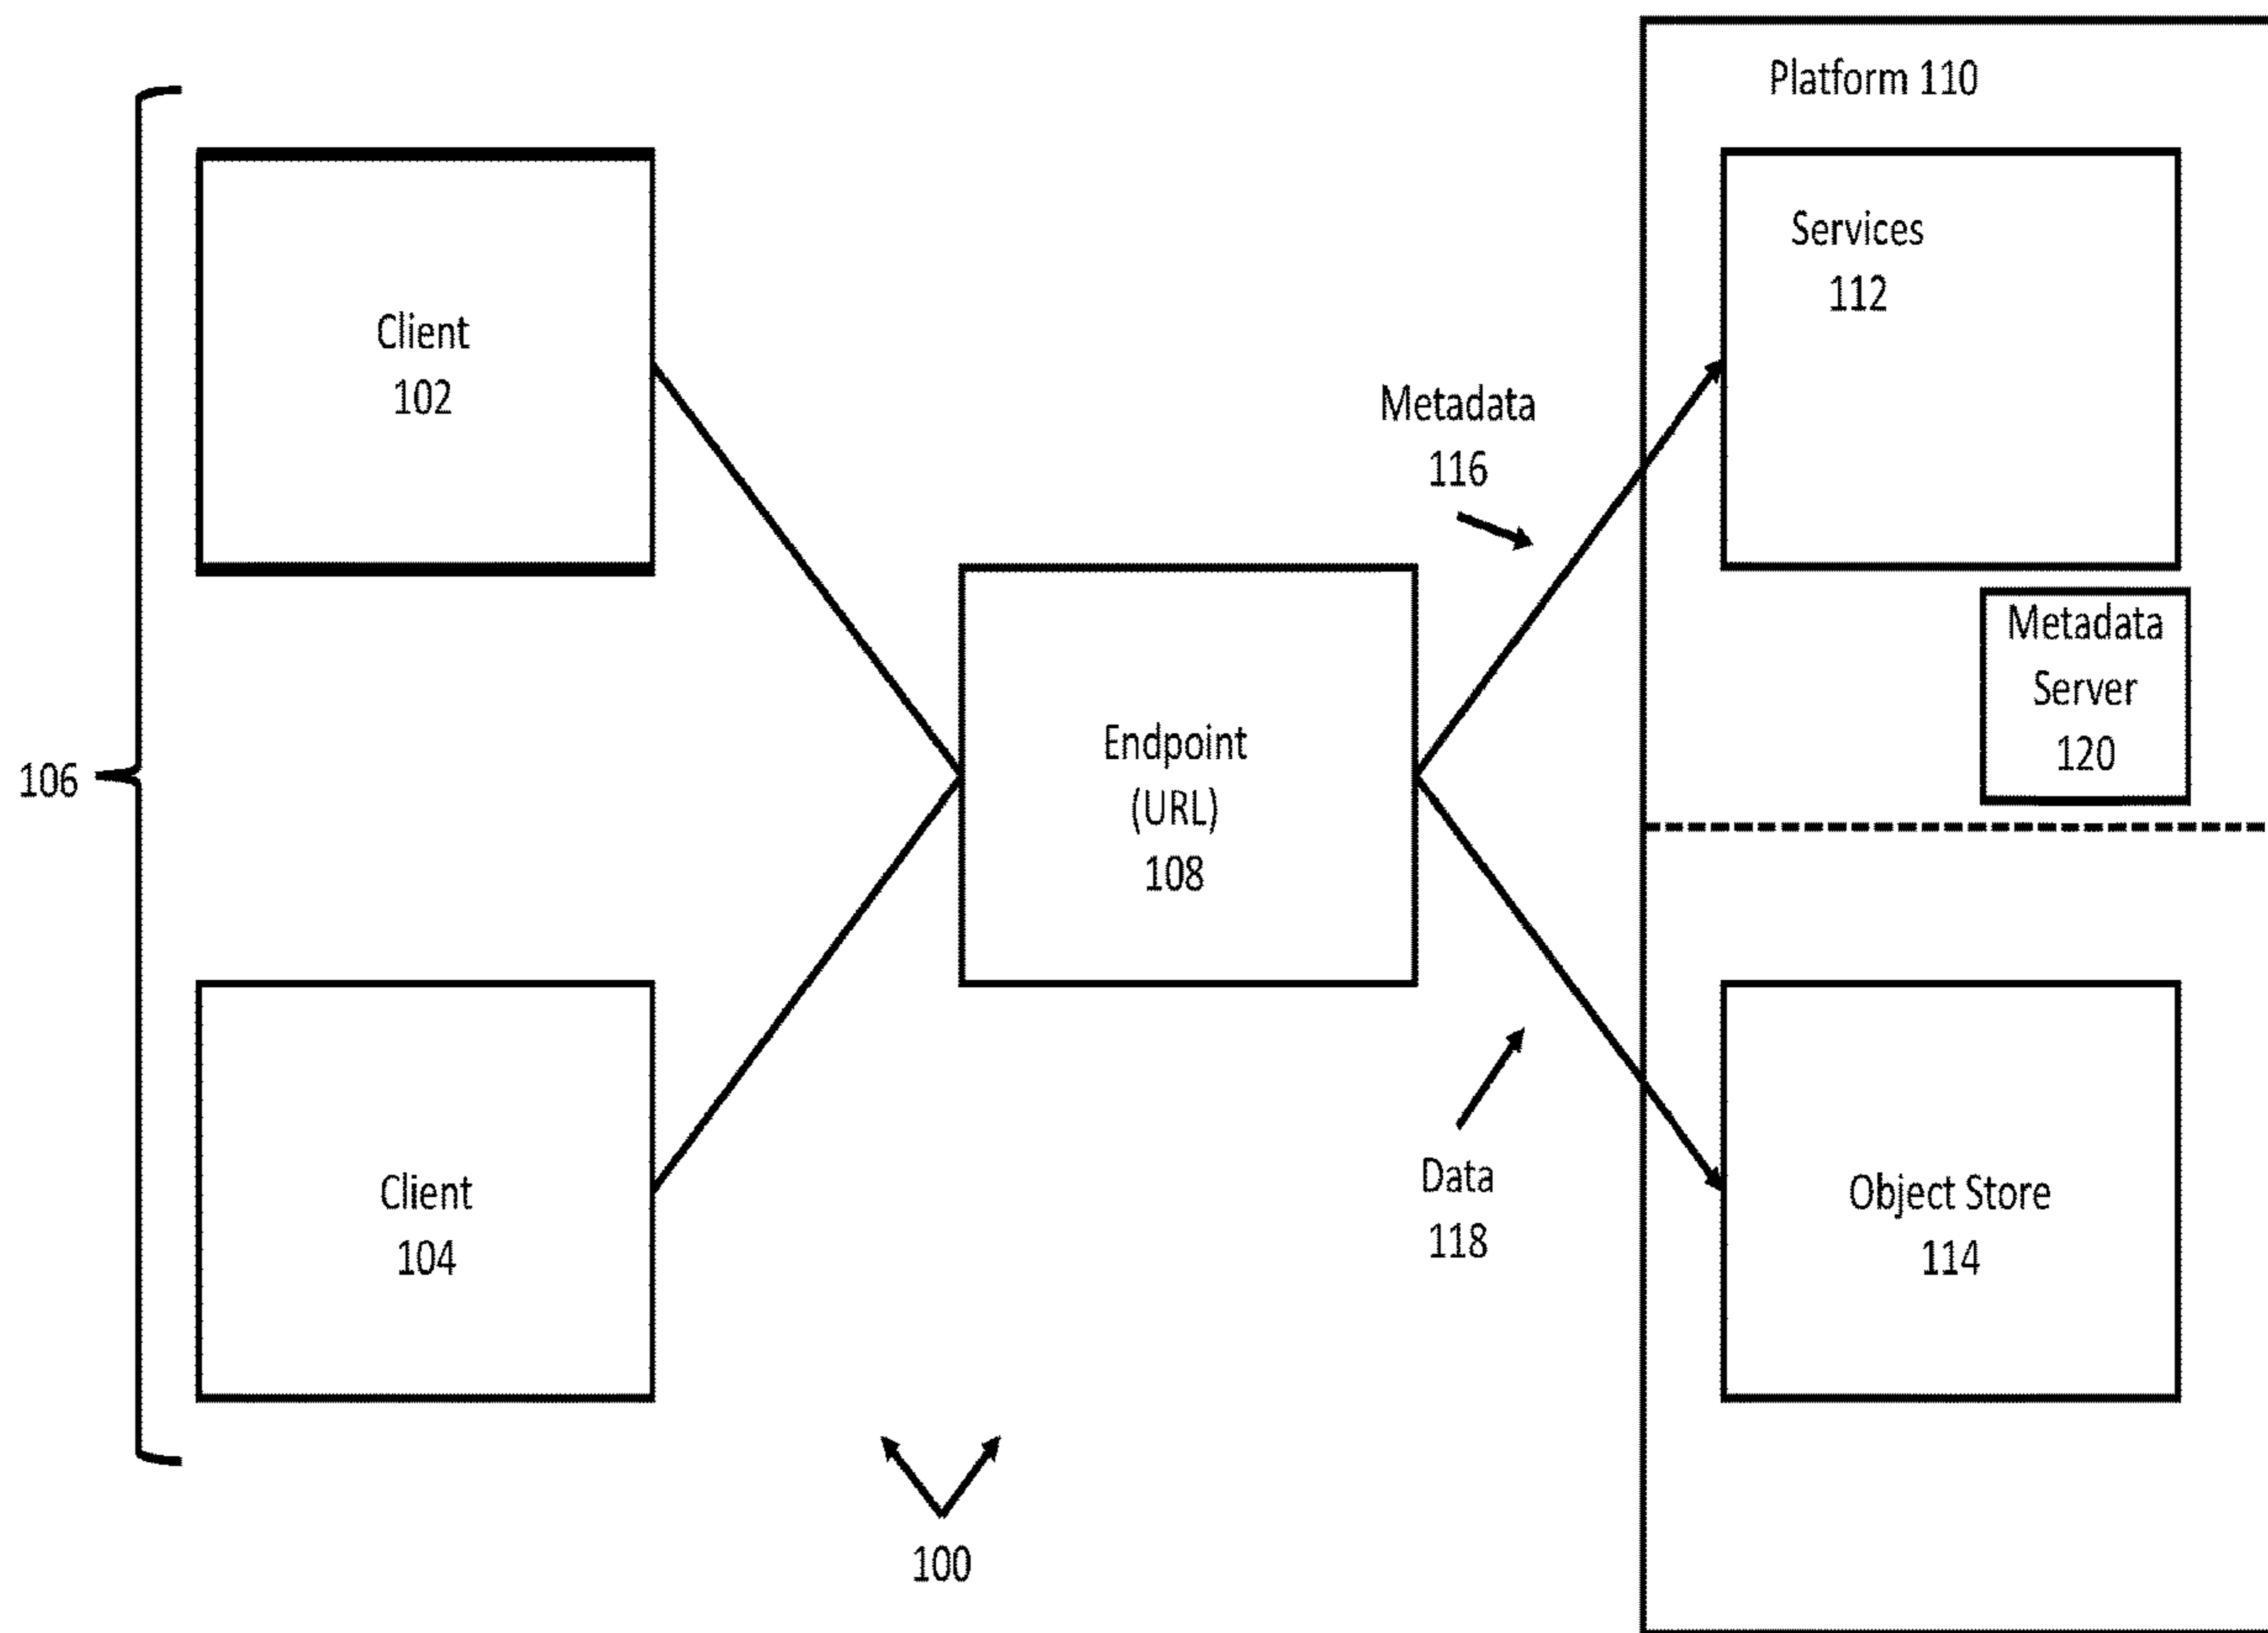 Platform 110
Services
112
Client
102
Metadata
116
Metadata
Server
120
106
Endpoint
(URL)
108
Client
104
Data
118
Object Store
114
100